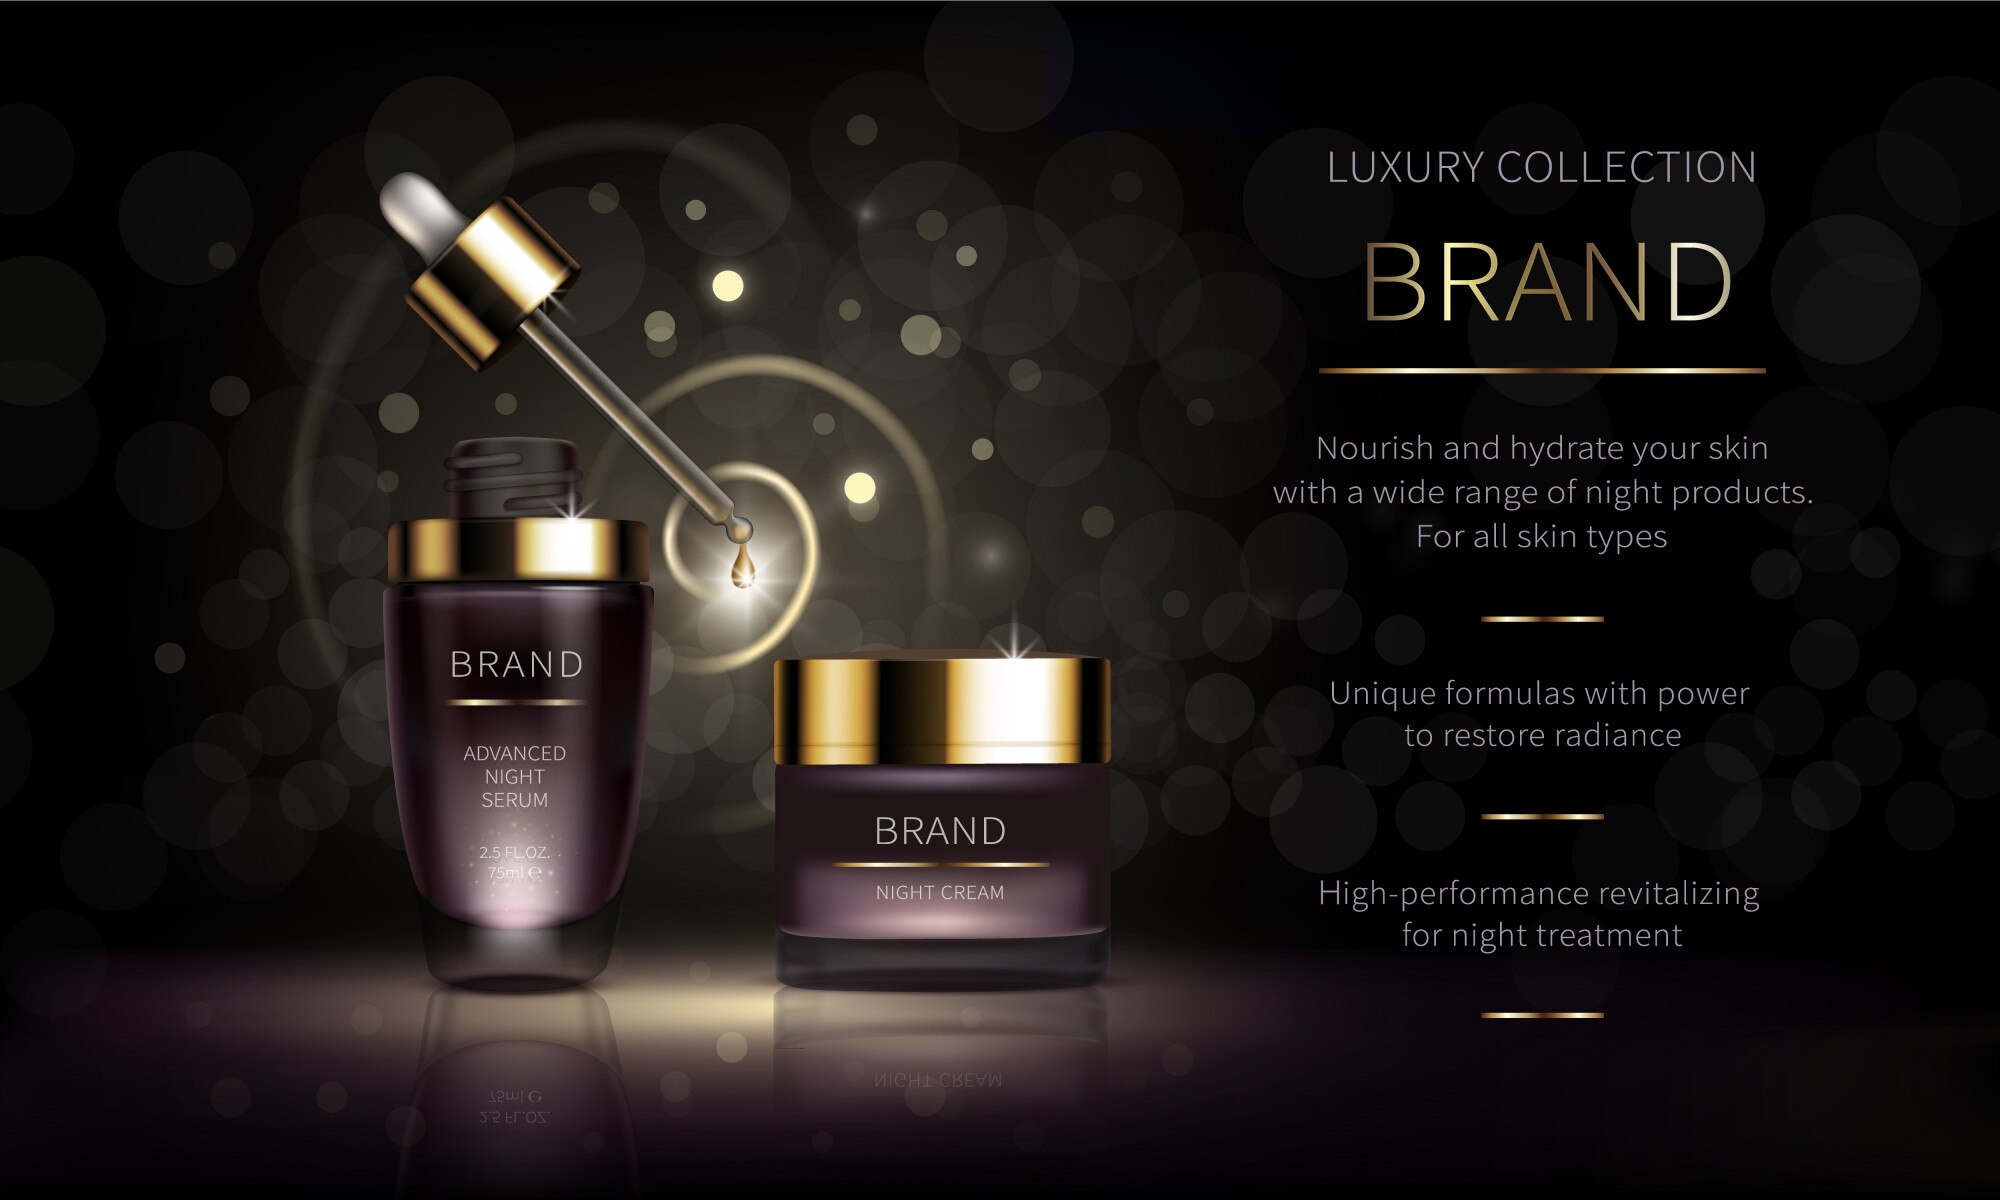 LUXURY COLLECTION
BRAND
Nourish and hydrate your skin
with a wide range of night products.
For all skin types
Unique formulas with power
to restore radiance
High-performance revitalizing
for night treatment
BRAND
ADVANCED
NIGHT
SERUM
2.5 FL.OZ.
75ml ℮
BRAND
NIGHT CREAM